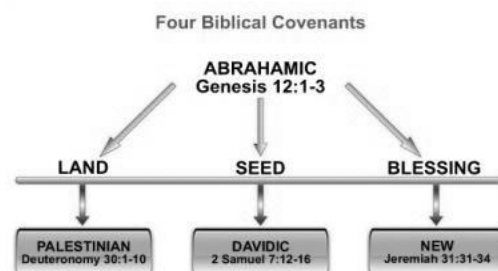 Four Biblical Covenants
ABRAHAMIC
Genesis 12:1-3
LAND
SEED
BLESSING
PALESTINIAN
Deuteronomy 30:1-10
DAVIDIC
2 Samuel 7:12-16
NEW
Jeremiah 31:31-34